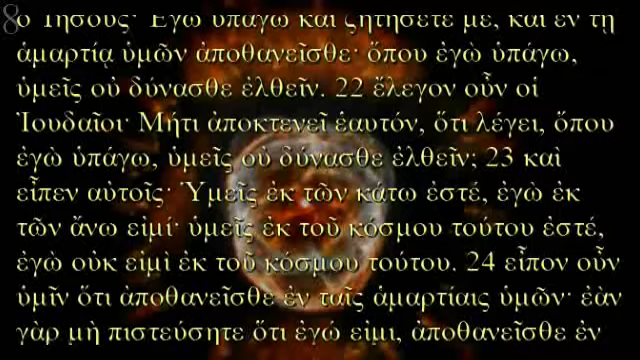 8
ὁ Ἰησοῦς· Ἐγὼ ὑπάγω καὶ ζητήσετέ με, καὶ ἐν τῇ
ἁμαρτίᾳ ὑμῶν ἀποθανεῖσθε· ὅπου ἐγὼ ὑπάγω,
ὑμεῖς οὐ δύνασθε ἐλθεῖν. 22 ἔλεγον οὖν οἱ
Ἰουδαῖοι· Μήτι ἀποκτενεῖ ἑαυτόν, ὅτι λέγει, ὅπου
ἐγὼ ὑπάγω, ὑμεῖς οὐ δύνασθε ἐλθεῖν; 23 καὶ
εἶπεν αὐτοῖς· Ὑμεῖς ἐκ τῶν κάτω ἐστέ, ἐγὼ ἐκ
τῶν ἄνω εἰμί· ὑμεῖς ἐκ τοῦ κόσμου τούτου ἐστέ,
ἐγὼ οὐκ εἰμὶ ἐκ τοῦ κόσμου τούτου. 24 εἶπον οὖν
ὑμῖν ὅτι ἀποθανεῖσθε ἐν ταῖς ἁμαρτίαις ὑμῶν· ἐὰν
γὰρ μὴ πιστεύσητε ὅτι ἐγώ εἰμι, ἀποθανεῖσθε ἐν